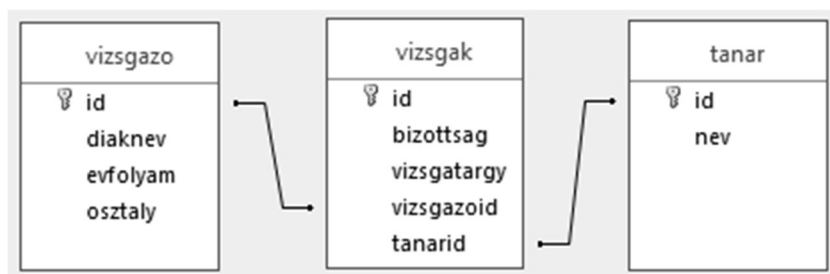 vizsgazo
id
diaknev
evfolyam
osztaly
vizsgak
id
bizottsag
vizsgatargy
vizsgazoid
tanarid
tanar
id
nev